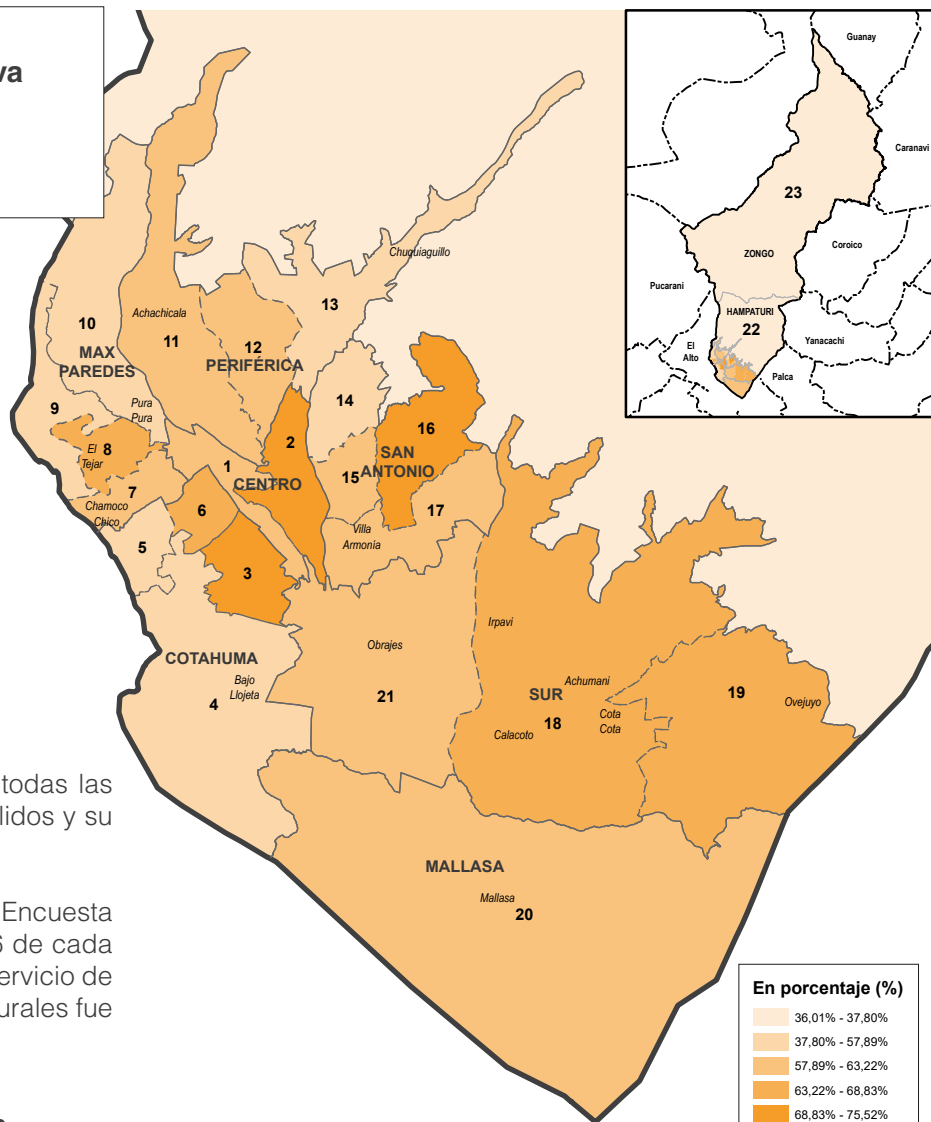 va
Guanay
Caranavi
23
ZONGO
Coroico
Pucarani
HAMPATURI
22
El
Alto
Yanacachi
Palca
Chuquiaguillo
13
Achachicala
10
11
12
MAX
PAREDES
PERIFÉRICA
14
Pura
Pura
9
2
16
El
Tejar
8
SAN
ANTONIO
1
CENTRO
15
7
Chamoco
Chico
6
17
Villa
Armonía
5
3
Irpavi
Obrajes
COTAHUMA
Bajo
Llojeta
4
21
Achumani
SUR
18
Cota
Cota
Calacoto
19
Ovejuyo
todas las
lidos y su
MALLASA
Mallasa
20
Encuesta
6 de cada
ervicio de
urales fue
En porcentaje (%)
36,01% - 37,80%
37,80% - 57,89%
57,89% - 63,22%
63,22% - 68,83%
68,83% - 75,52%